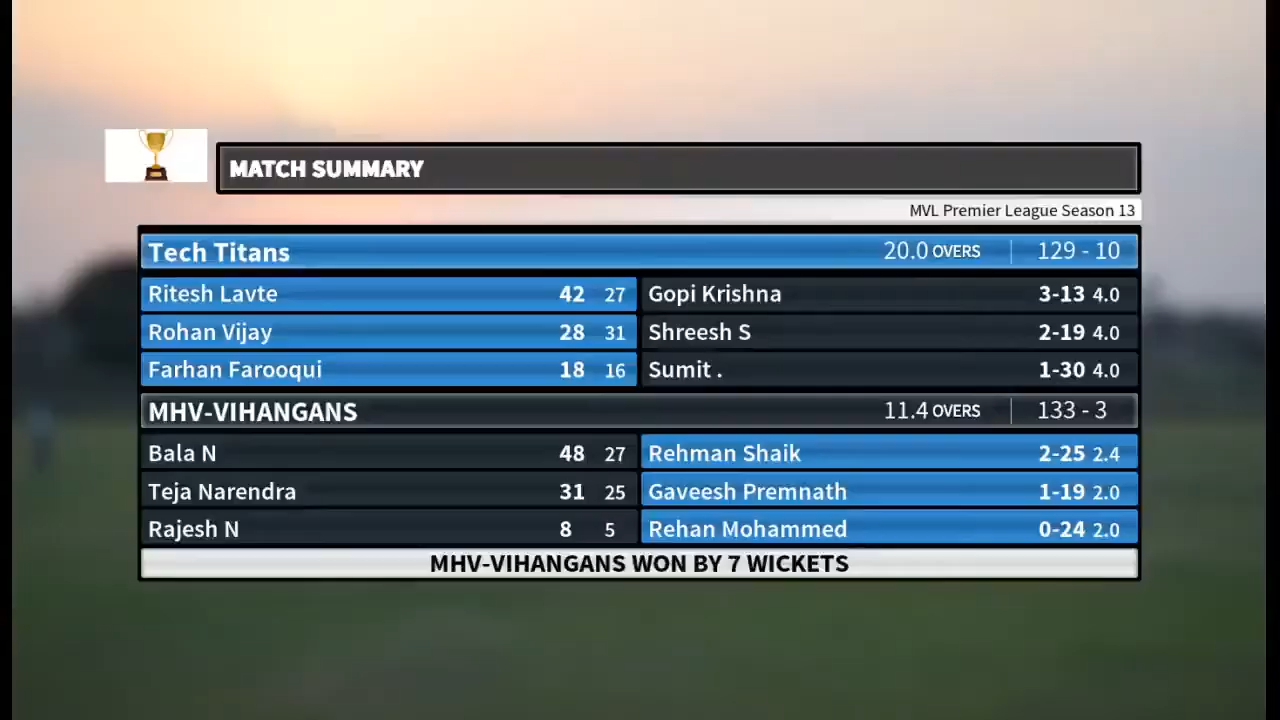 MATCH SUMMARY
MVL Premier League Season 13
Tech Titans 20.0 OVERS 129 - 10
Ritesh Lavte 42 27 Gopi Krishna 3-13 4.0
Rohan Vijay 28 31 Shreesh S 2-19 4.0
Farhan Farooqui 18 16 Sumit . 1-30 4.0
MHV-VIHANGANS 11.4 OVERS 133 - 3
Bala N 48 27 Rehman Shaik 2-25 2.4
Teja Narendra 31 25 Gaveesh Premnath 1-19 2.0
Rajesh N 8 5 Rehan Mohammed 0-24 2.0
MHV-VIHANGANS WON BY 7 WICKETS